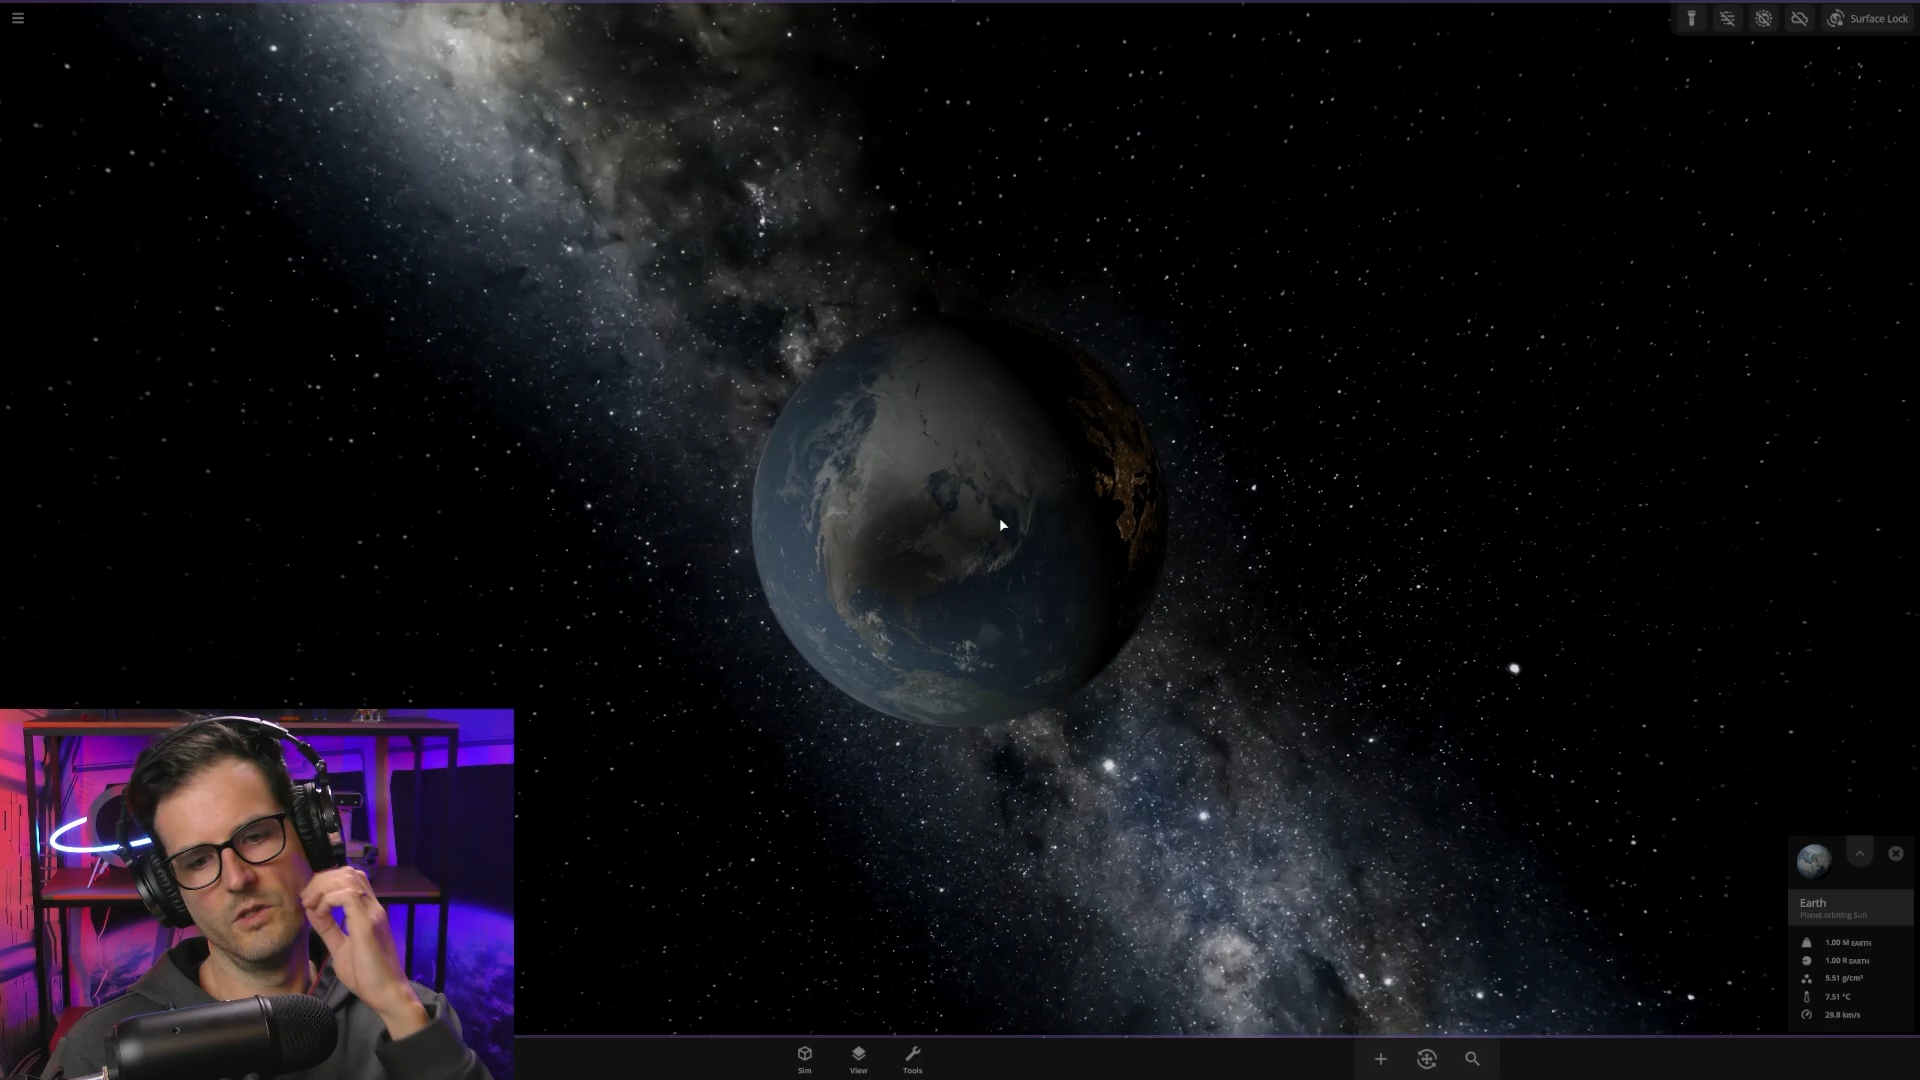 Surface Lock
Earth
Planet orbiting Sun
1.00 M EARTH
1.00 R EARTH
5.51 g/cm³
7.51 °C
29.8 km/s
Sim
View
Tools